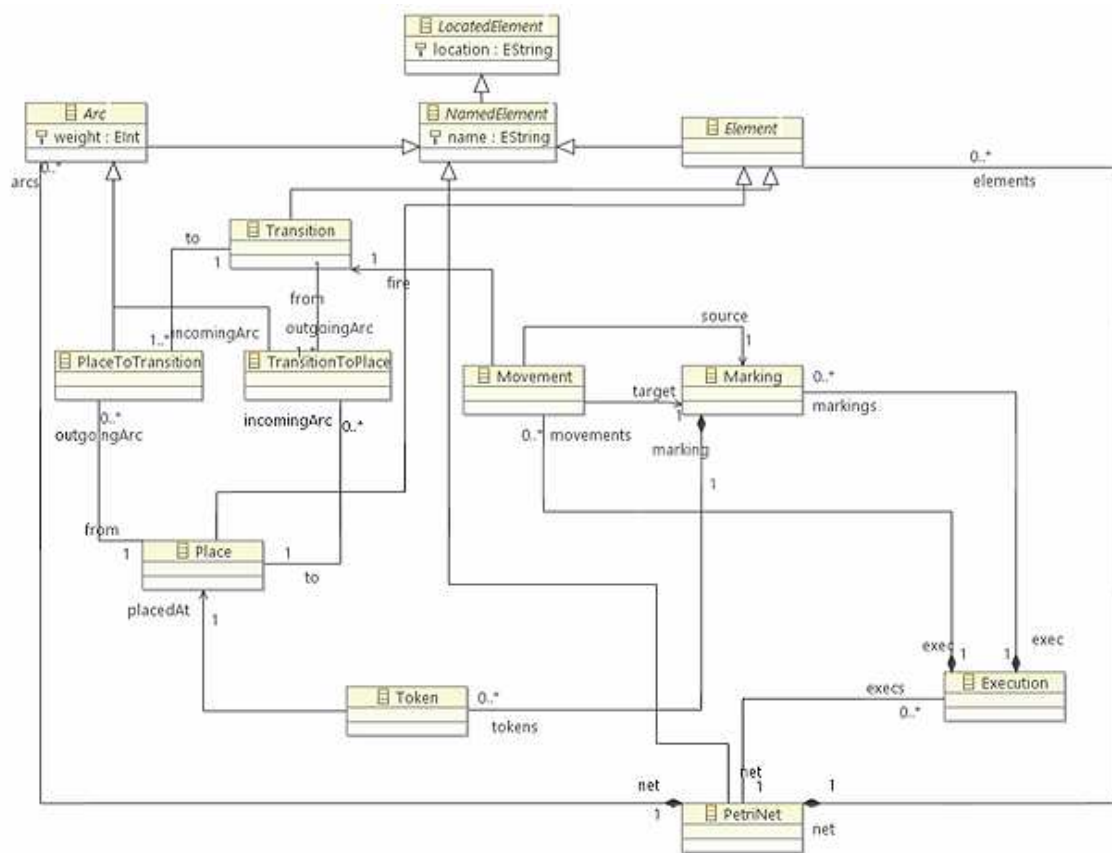 LocatedElement
location : EString
Arc
weight : EInt
NamedElement
name : EString
Element
0..*
arcs
0..*
elements
Transition
to
1
1
from
1
fire
source
1
incomingArc
1..*
outgoingArc
1..*
PlaceToTransition
TransitionToPlace
Movement
Marking
target
1
0..*
markings
0..*
outgoingArc
incomingArc
0..*
0..*
movements
marking
1
from
1
Place
1
to
placedAt
1
exec
1
1
exec
Token
0..*
tokens
execs
0..*
Execution
net
1
net
1
1
net
PetriNet